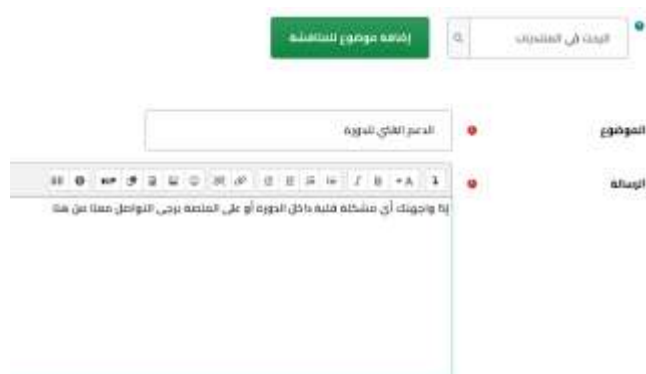 البحث في المنتديات
إضافة موضوع للمناقشة
الموضوع
الدعم الفني للدورة
الرسالة
إذا واجهتك أي مشكلة فنية داخل الدورة أو على المنصة يرجى التواصل معنا من هنا